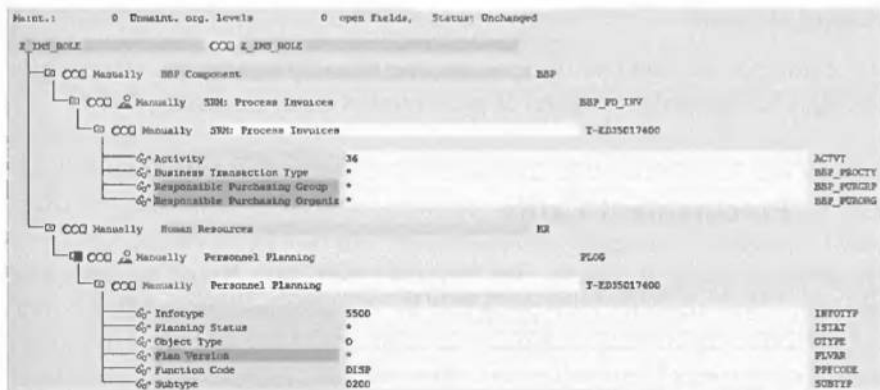 Maint.: 0 Unmaint. org. levels 0 open fields, Status: Unchanged
Z_INS_ROLE Z_INS_ROLE
Manually BBP Component BBP
Manually SRM: Process Invoices BBP_PD_INV
Manually SRM: Process Invoices T-ED35017400
Activity 36 ACTVT
Business Transaction Type * BBP_PROCTY
Responsible Purchasing Group * BBP_PURGRP
Responsible Purchasing Organiz * BBP_PURORG
Manually Human Resources HR
Manually Personnel Planning PLOG
Manually Personnel Planning T-ED35017400
Infotype 5500 INFOTYP
Planning Status * ISTAT
Object Type O OTYPE
Plan Version * PLVAR
Function Code DISP PPFCODE
Subtype 0200 SUBTYP